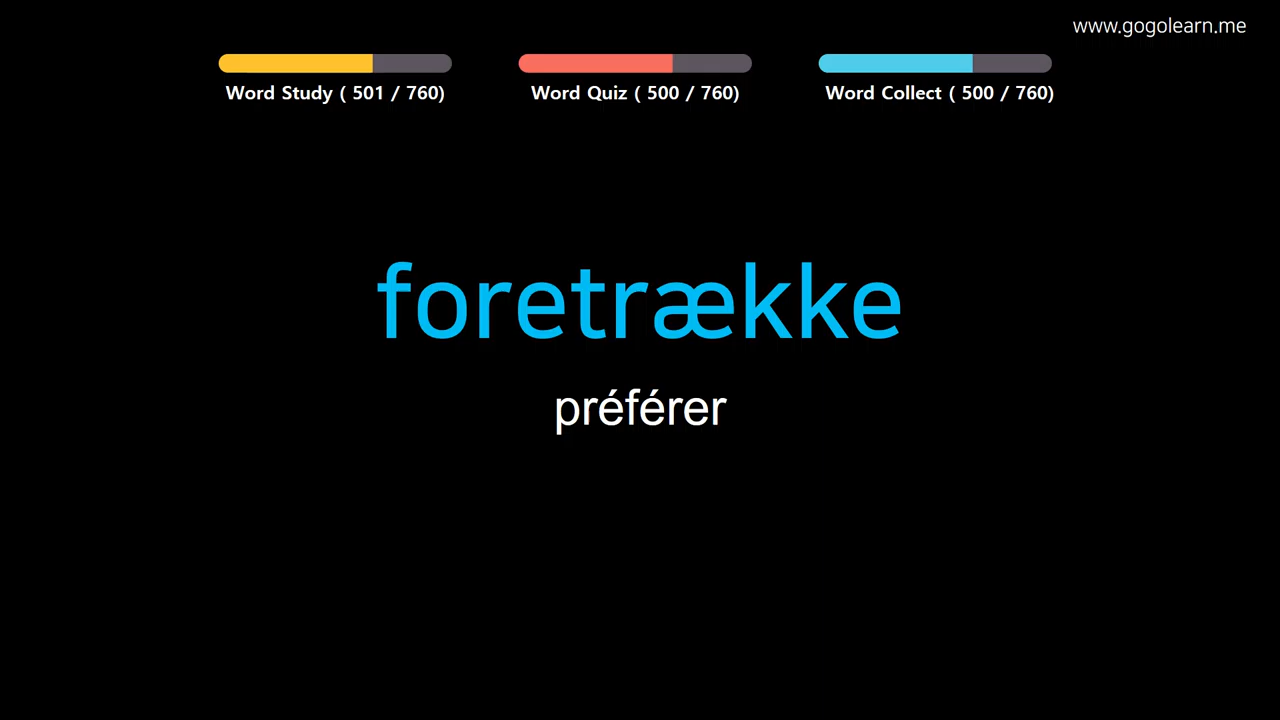 www.gogolearn.me
Word Study ( 501 / 760)
Word Quiz ( 500 / 760)
Word Collect ( 500 / 760)
foretrække
préférer